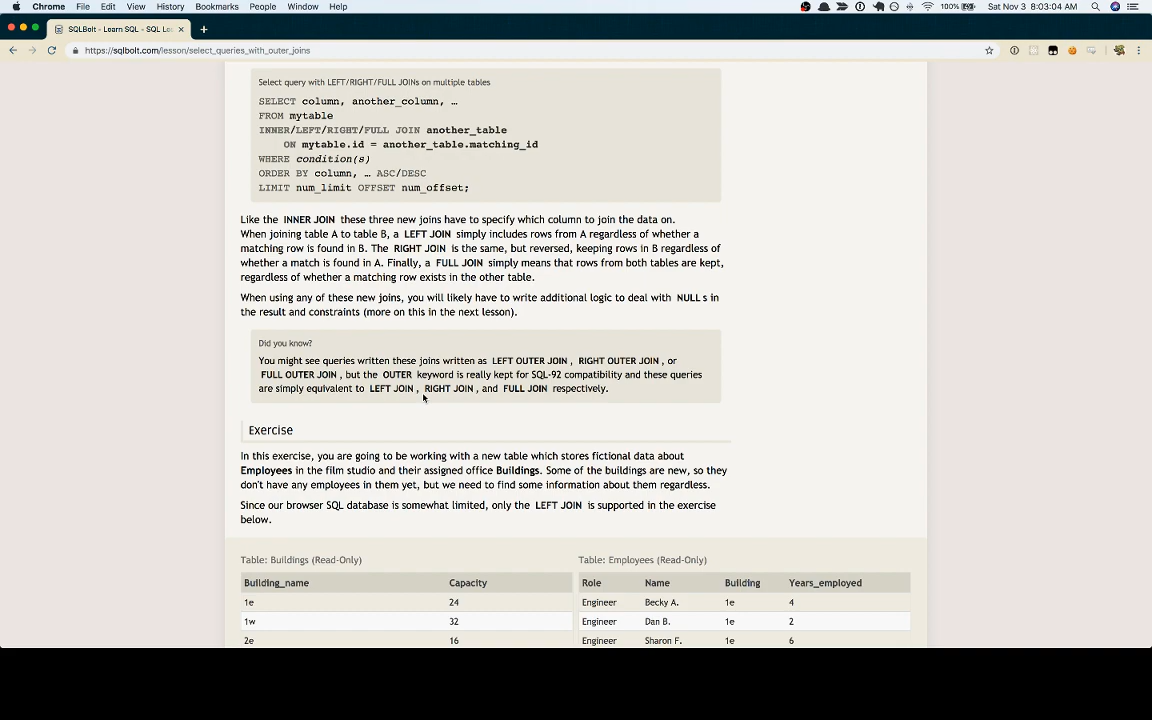 Chrome File Edit View History Bookmarks People Window Help 100% Sat Nov 3 8:03:04 AM
SQLBolt - Learn SQL - SQL Les
https://sqlbolt.com/lesson/select_queries_with_outer_joins
Select query with LEFT/RIGHT/FULL JOINs on multiple tables
SELECT column, another_column, …
FROM mytable
INNER/LEFT/RIGHT/FULL JOIN another_table
ON mytable.id = another_table.matching_id
WHERE condition(s)
ORDER BY column, … ASC/DESC
LIMIT num_limit OFFSET num_offset;
Like the INNER JOIN these three new joins have to specify which column to join the data on.
When joining table A to table B, a LEFT JOIN simply includes rows from A regardless of whether a
matching row is found in B. The RIGHT JOIN is the same, but reversed, keeping rows in B regardless of
whether a match is found in A. Finally, a FULL JOIN simply means that rows from both tables are kept,
regardless of whether a matching row exists in the other table.
When using any of these new joins, you will likely have to write additional logic to deal with NULL s in
the result and constraints (more on this in the next lesson).
Did you know?
You might see queries written these joins written as LEFT OUTER JOIN , RIGHT OUTER JOIN , or
FULL OUTER JOIN , but the OUTER keyword is really kept for SQL-92 compatibility and these queries
are simply equivalent to LEFT JOIN , RIGHT JOIN , and FULL JOIN respectively.
Exercise
In this exercise, you are going to be working with a new table which stores fictional data about
Employees in the film studio and their assigned office Buildings. Some of the buildings are new, so they
don't have any employees in them yet, but we need to find some information about them regardless.
Since our browser SQL database is somewhat limited, only the LEFT JOIN is supported in the exercise
below.
Table: Buildings (Read-Only) Table: Employees (Read-Only)
Building_name Capacity Role Name Building Years_employed
1e 24 Engineer Becky A. 1e 4
1w 32 Engineer Dan B. 1e 2
2e 16 Engineer Sharon F. 1e 6